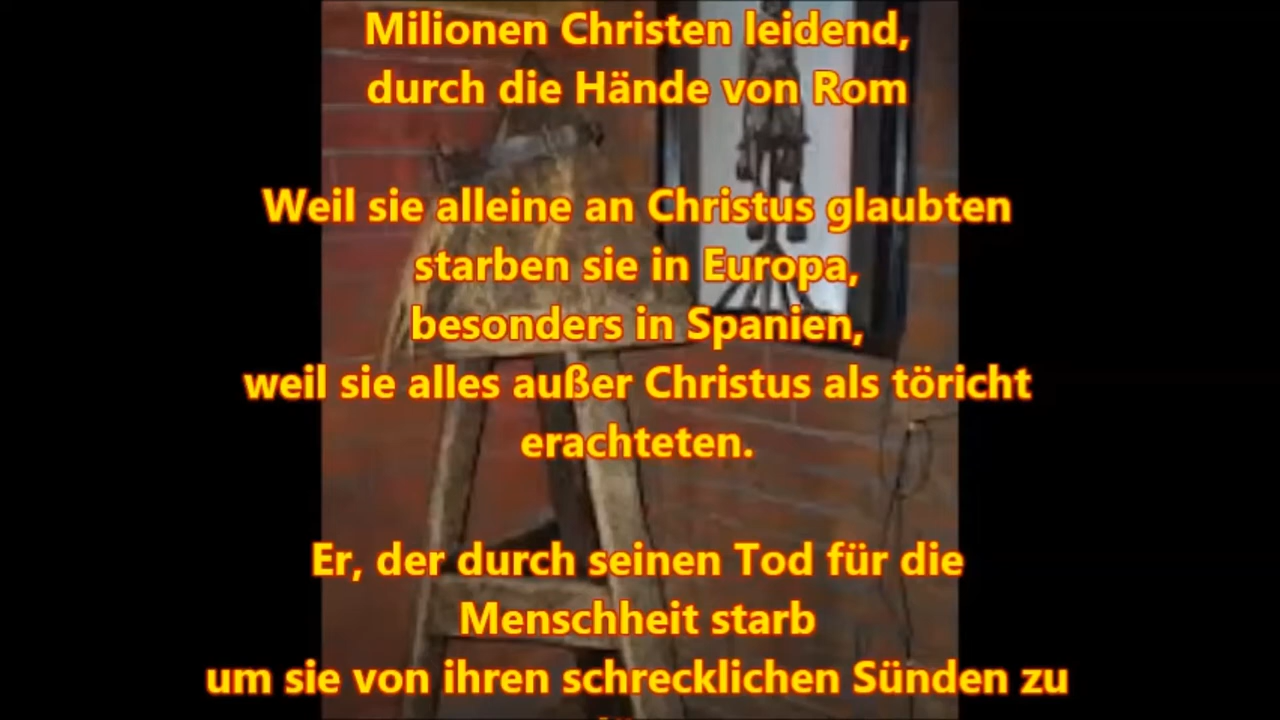 Milionen Christen leidend,
durch die Hände von Rom
Weil sie alleine an Christus glaubten
starben sie in Europa,
besonders in Spanien,
weil sie alles außer Christus als töricht
erachteten.
Er, der durch seinen Tod für die
Menschheit starb
um sie von ihren schrecklichen Sünden zu